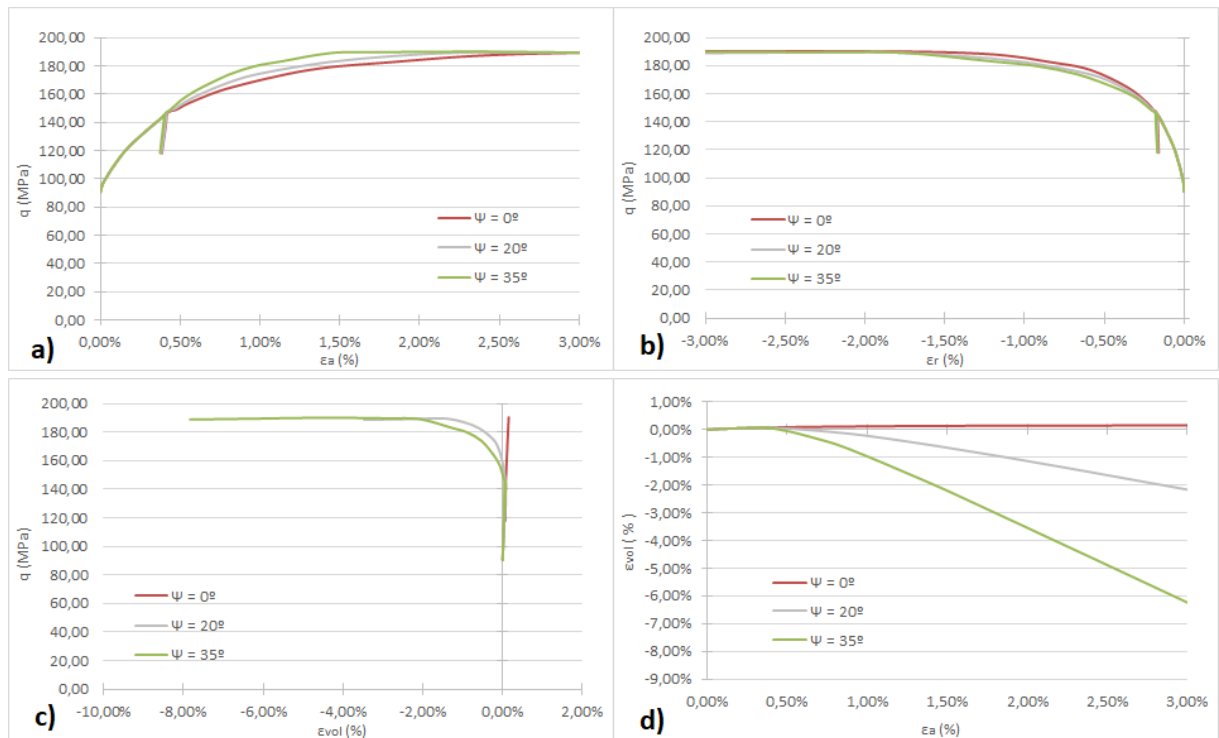 200,00
180,00
160,00
140,00
120,00
100,00
80,00
60,00
40,00
20,00
0,00
q (MPa)
Ψ = 0º
Ψ = 20º
Ψ = 35º
0,00% 0,50% 1,00% 1,50% 2,00% 2,50% 3,00%
a)
εa (%)
200,00
180,00
160,00
140,00
120,00
100,00
80,00
60,00
40,00
20,00
0,00
q (MPa)
Ψ = 0º
Ψ = 20º
Ψ = 35º
-3,00% -2,50% -2,00% -1,50% -1,00% -0,50% 0,00%
b)
εr (%)
200,00
180,00
160,00
140,00
120,00
100,00
80,00
60,00
40,00
20,00
0,00
q (MPa)
Ψ = 0º
Ψ = 20º
Ψ = 35º
-10,00% -8,00% -6,00% -4,00% -2,00% 0,00% 2,00%
c)
εvol (%)
1,00%
0,00%
-1,00%
-2,00%
-3,00%
-4,00%
-5,00%
-6,00%
-7,00%
-8,00%
-9,00%
εvol ( % )
Ψ = 0º
Ψ = 20º
Ψ = 35º
0,00% 0,50% 1,00% 1,50% 2,00% 2,50% 3,00%
d)
εa (%)